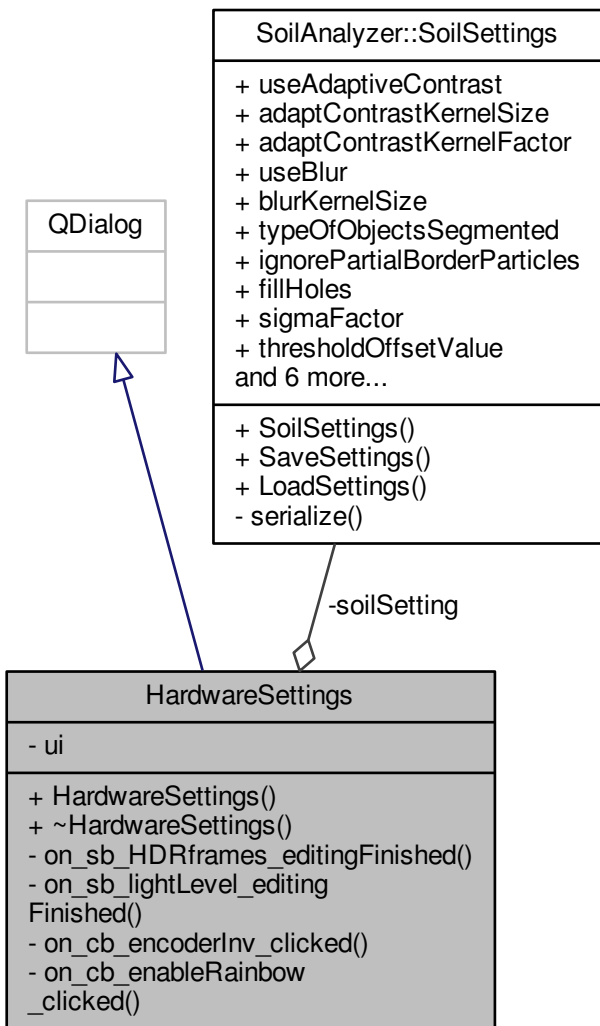 SoilAnalyzer::SoilSettings
+ useAdaptiveContrast
+ adaptContrastKernelSize
+ adaptContrastKernelFactor
+ useBlur
+ blurKernelSize
+ typeOfObjectsSegmented
+ ignorePartialBorderParticles
+ fillHoles
+ sigmaFactor
+ thresholdOffsetValue
and 6 more...
+ SoilSettings()
+ SaveSettings()
+ LoadSettings()
- serialize()
QDialog
-soilSetting
HardwareSettings
- ui
+ HardwareSettings()
+ ~HardwareSettings()
- on_sb_HDRframes_editingFinished()
- on_sb_lightLevel_editing
Finished()
- on_cb_encoderInv_clicked()
- on_cb_enableRainbow
_clicked()